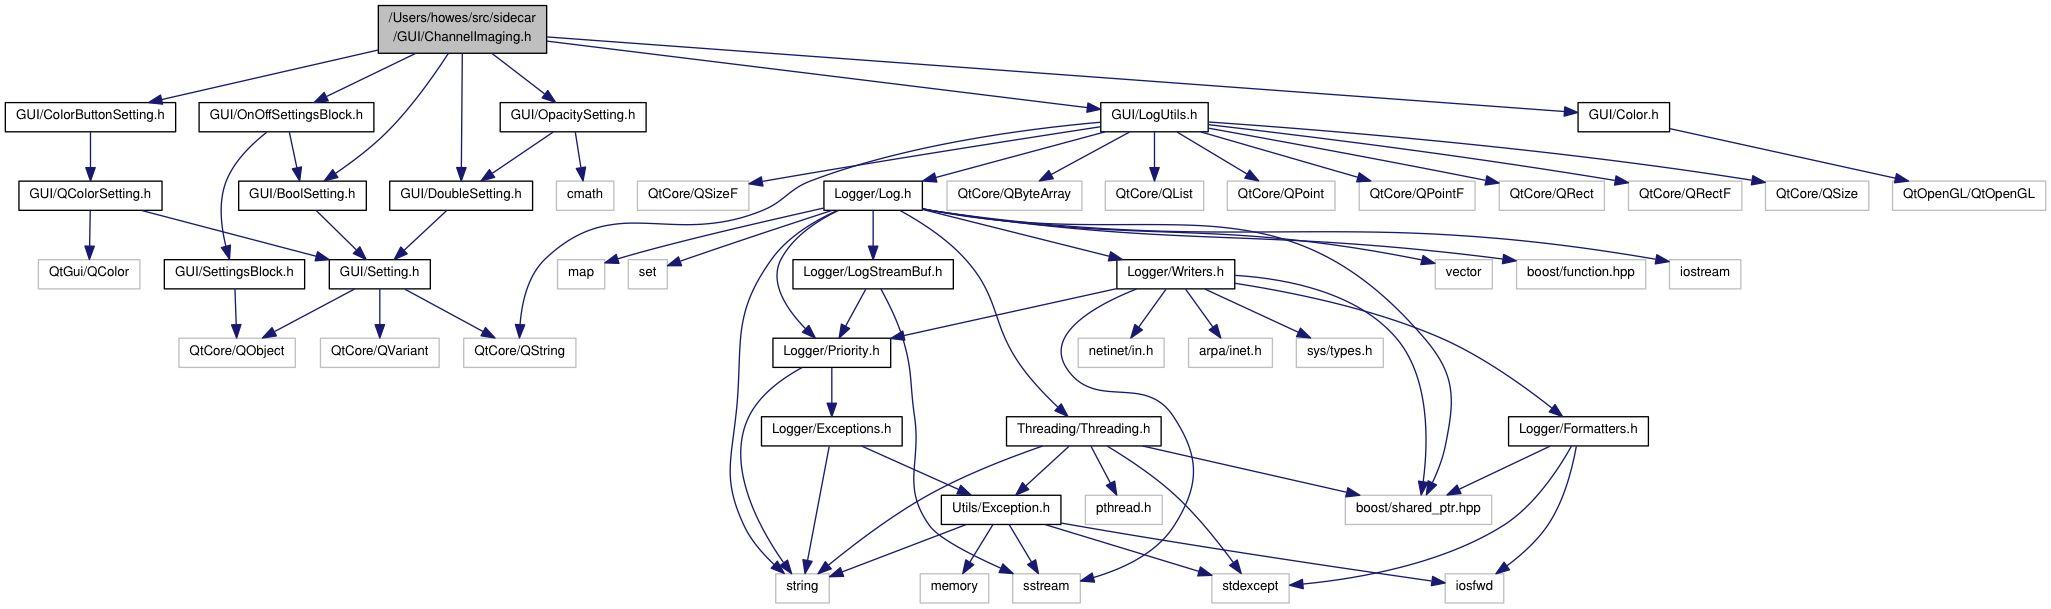 /Users/howes/src/sidecar
/GUI/ChannelImaging.h
GUI/ColorButtonSetting.h
GUI/OnOffSettingsBlock.h
GUI/OpacitySetting.h
GUI/LogUtils.h
GUI/Color.h
GUI/QColorSetting.h
GUI/BoolSetting.h
GUI/DoubleSetting.h
cmath
QtCore/QSizeF
Logger/Log.h
QtCore/QByteArray
QtCore/QList
QtCore/QPoint
QtCore/QPointF
QtCore/QRect
QtCore/QRectF
QtCore/QSize
QtOpenGL/QtOpenGL
QtGui/QColor
GUI/SettingsBlock.h
GUI/Setting.h
map
set
Logger/LogStreamBuf.h
Logger/Writers.h
vector
boost/function.hpp
iostream
QtCore/QObject
QtCore/QVariant
QtCore/QString
Logger/Priority.h
netinet/in.h
arpa/inet.h
sys/types.h
Logger/Exceptions.h
Threading/Threading.h
Logger/Formatters.h
Utils/Exception.h
pthread.h
boost/shared_ptr.hpp
string
memory
sstream
stdexcept
iosfwd